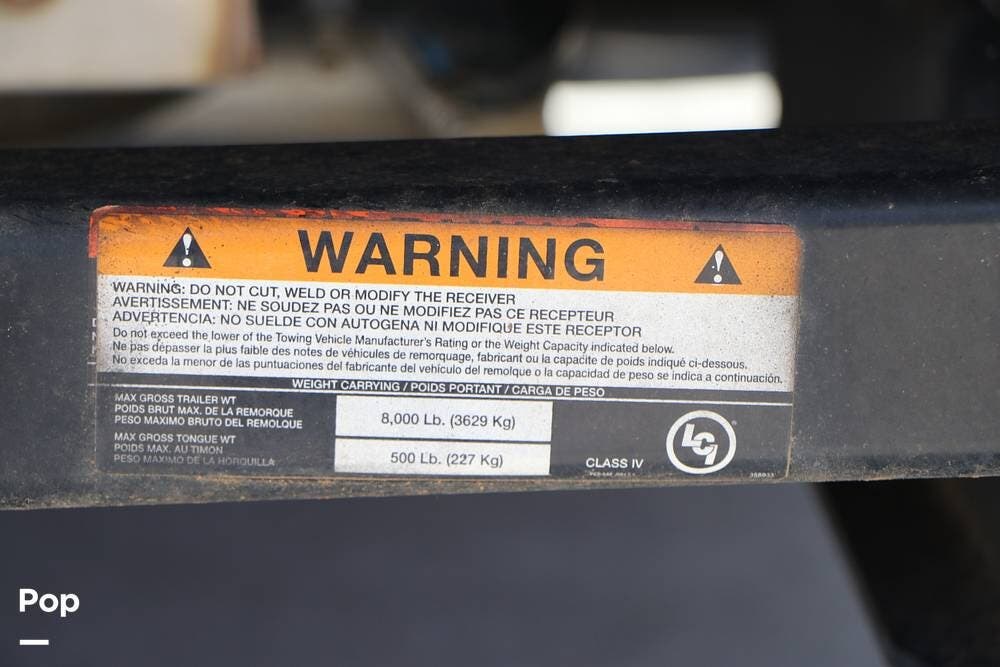 WARNING
WARNING: DO NOT CUT, WELD OR MODIFY THE RECEIVER
AVERTISSEMENT: NE SOUDEZ PAS OU NE MODIFIEZ PAS CE RECEPTEUR
ADVERTENCIA: NO SUELDE CON AUTOGENA NI MODIFIQUE ESTE RECEPTOR
Do not exceed the lower of the Towing Vehicle Manufacturer's Rating or the Weight Capacity indicated below.
Ne pas dépasser la plus faible des notes de véhicules de remorquage, fabricant ou la capacite de poids indiqué ci-dessous.
No exceda la menor de las puntuaciones del fabricante del vehículo del remolque o la capacidad de peso se indica a continuación.
WEIGHT CARRYING / POIDS PORTANT / CARGA DE PESO
MAX GROSS TRAILER WT
POIDS BRUT MAX. DE LA REMORQUE
PESO MAXIMO BRUTO DEL REMOLQUE
8,000 Lb. (3629 Kg)
MAX GROSS TONGUE WT
POIDS MAX. AU TIMON
PESO MAXIMO DE LA HORQUILLA
500 Lb. (227 Kg)
CLASS IV
LCI
Pop